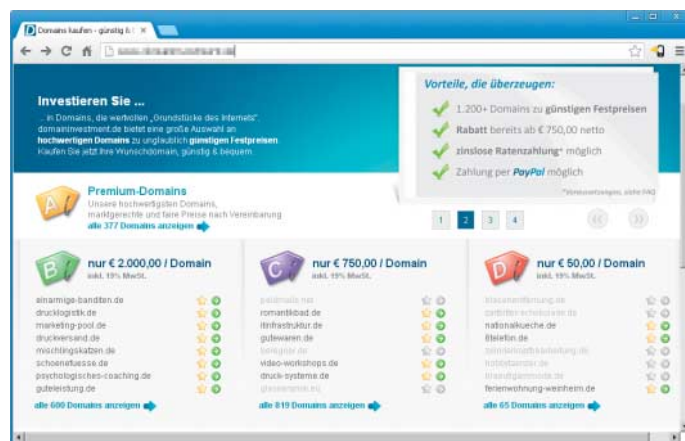 Domains kaufen - günstig &
Investieren Sie ...
... in Domains, die wertvollen „Grundstücke des Internets“.
domaininvestment.de bietet eine große Auswahl an
hochwertigen Domains zu unglaublich günstigen Festpreisen.
Kaufen Sie jetzt Ihre Wunschdomain, günstig & bequem.
Vorteile, die überzeugen:
1.200+ Domains zu günstigen Festpreisen
Rabatt bereits ab € 750,00 netto
zinslose Ratenzahlung* möglich
Zahlung per PayPal möglich
*Voraussetzungen, siehe FAQ
A
Premium-Domains
Unsere hochwertigsten Domains,
marktgerechte und faire Preise nach Vereinbarung
alle 377 Domains anzeigen
1 2 3 4
B
nur € 2.000,00 / Domain
inkl. 19% MwSt.
einarmige-banditen.de
drucklogistik.de
marketing-pool.de
druckversand.de
mischlingskatzen.de
schoenetuesse.de
psychologisches-coaching.de
guteleistung.de
alle 600 Domains anzeigen
C
nur € 750,00 / Domain
inkl. 19% MwSt.
romantikbad.de
itinfrastruktur.de
gutewaren.de
video-workshops.de
druck-systeme.de
alle 819 Domains anzeigen
D
nur € 50,00 / Domain
inkl. 19% MwSt.
nationalkueche.de
8telefon.de
ferienwohnung-weinheim.de
alle 65 Domains anzeigen